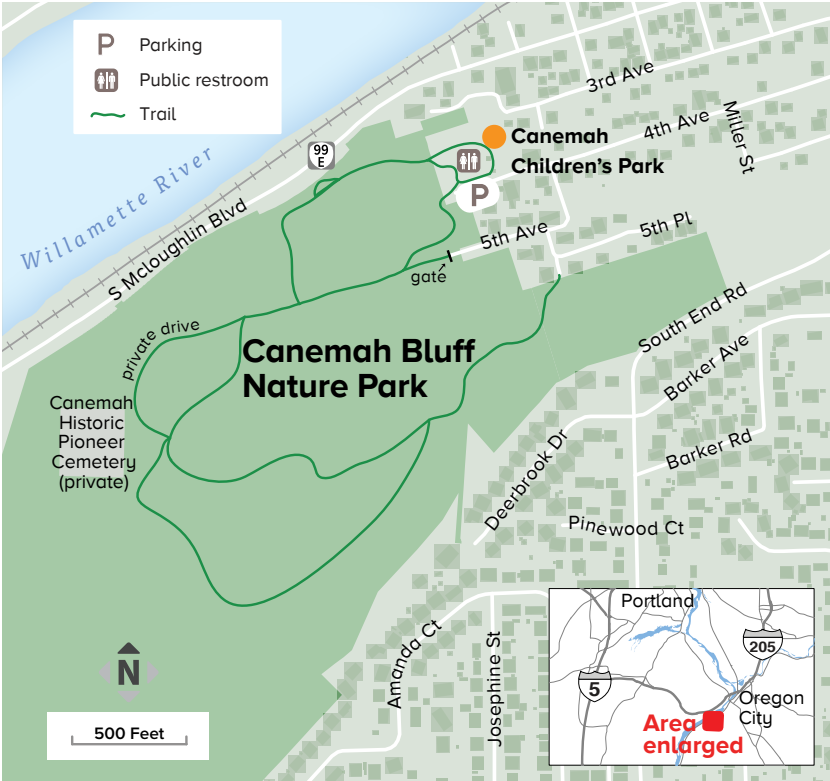 P Parking
Public restroom
Trail
Willamette River
99
E
S Mcloughlin Blvd
3rd Ave
4th Ave
Miller St
Canemah
Children's Park
P
5th Ave
5th Pl
gate
private drive
Canemah Bluff
Nature Park
South End Rd
Barker Ave
Barker Rd
Deerbrook Dr
Pinewood Ct
Canemah
Historic
Pioneer
Cemetery
(private)
Amanda Ct
Josephine St
N
500 Feet
Portland
205
5
Oregon
City
Area
enlarged